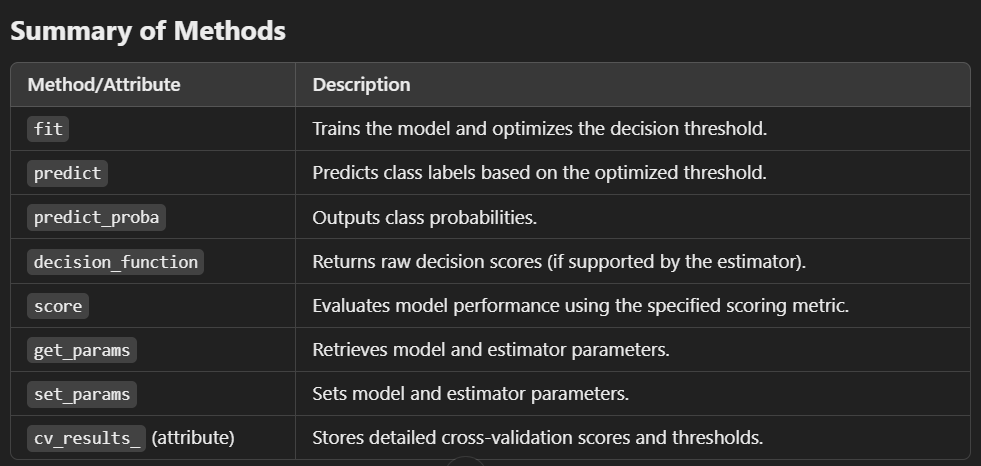 Summary of Methods
Method/Attribute Description
fit Trains the model and optimizes the decision threshold.
predict Predicts class labels based on the optimized threshold.
predict_proba Outputs class probabilities.
decision_function Returns raw decision scores (if supported by the estimator).
score Evaluates model performance using the specified scoring metric.
get_params Retrieves model and estimator parameters.
set_params Sets model and estimator parameters.
cv_results_ (attribute) Stores detailed cross-validation scores and thresholds.